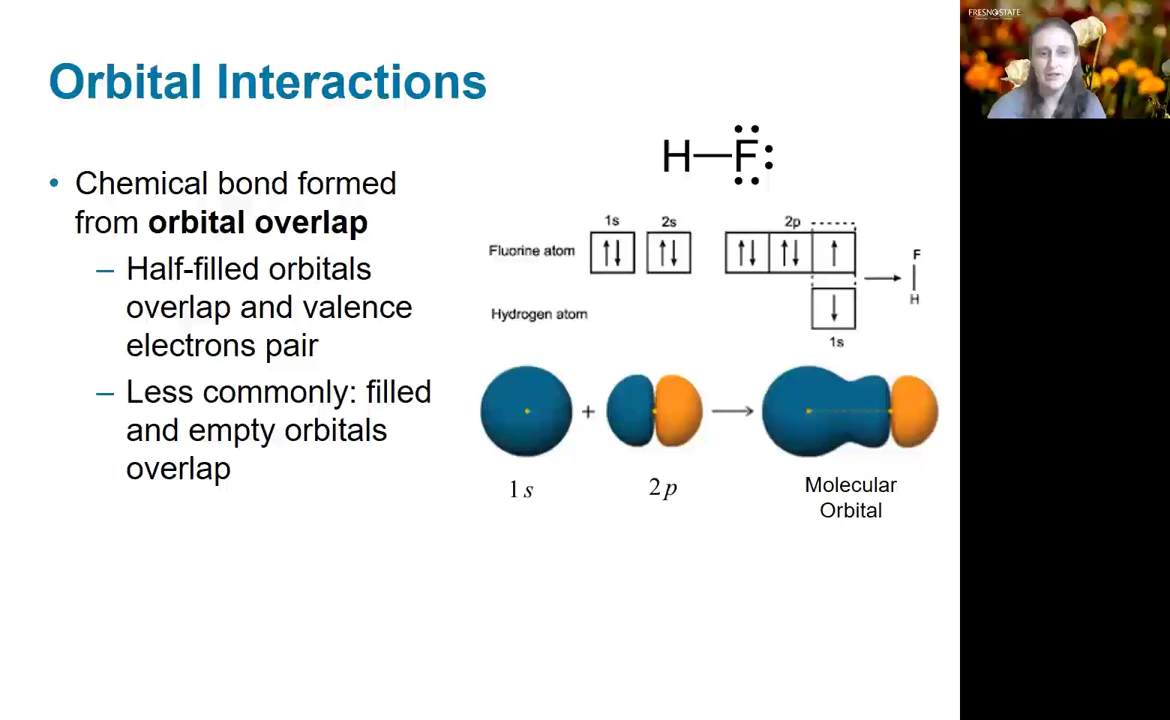 FRESNO STATE
Orbital Interactions
H—F
• Chemical bond formed
from orbital overlap
– Half-filled orbitals
overlap and valence
electrons pair
– Less commonly: filled
and empty orbitals
overlap
1s 2s 2p
Fluorine atom
F
H
Hydrogen atom
1s
+
1s 2p
Molecular
Orbital